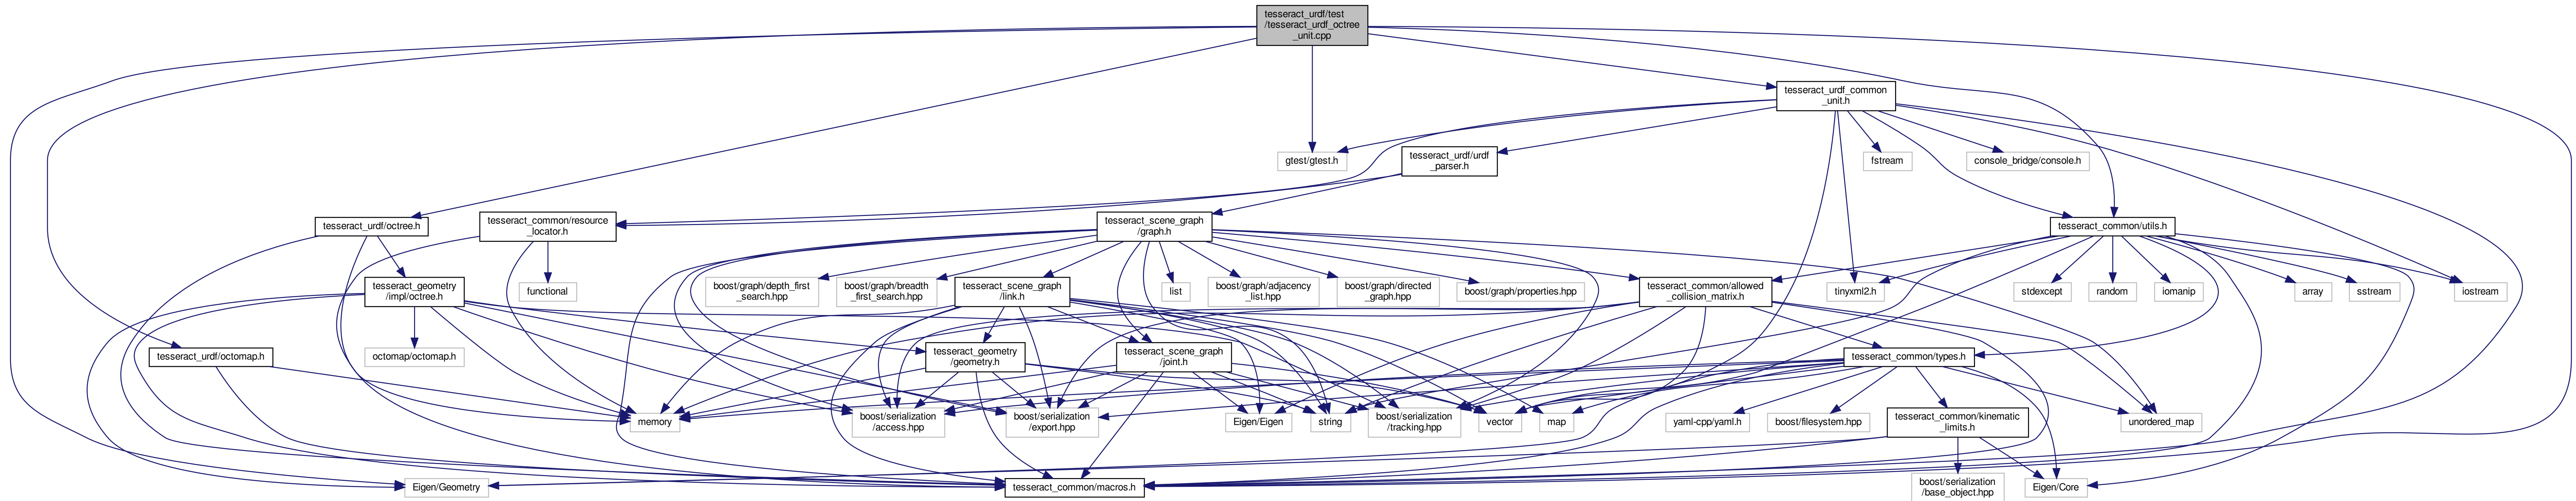 tesseract_urdf/test
/tesseract_urdf_octree
_unit.cpp
tesseract_urdf_common
_unit.h
gtest/gtest.h
tesseract_urdf/urdf
_parser.h
fstream
console_bridge/console.h
tesseract_urdf/octree.h
tesseract_common/resource
_locator.h
tesseract_scene_graph
/graph.h
tesseract_common/utils.h
tesseract_geometry
/impl/octree.h
functional
boost/graph/depth_first
_search.hpp
boost/graph/breadth
_first_search.hpp
tesseract_scene_graph
/link.h
list
boost/graph/adjacency
_list.hpp
boost/graph/directed
_graph.hpp
boost/graph/properties.hpp
tesseract_common/allowed
_collision_matrix.h
tinyxml2.h
stdexcept
random
iomanip
array
sstream
iostream
tesseract_urdf/octomap.h
octomap/octomap.h
tesseract_geometry
/geometry.h
tesseract_scene_graph
/joint.h
tesseract_common/types.h
memory
boost/serialization
/access.hpp
boost/serialization
/export.hpp
Eigen/Eigen
string
boost/serialization
/tracking.hpp
vector
map
yaml-cpp/yaml.h
boost/filesystem.hpp
tesseract_common/kinematic
_limits.h
unordered_map
Eigen/Geometry
tesseract_common/macros.h
boost/serialization
/base_object.hpp
Eigen/Core